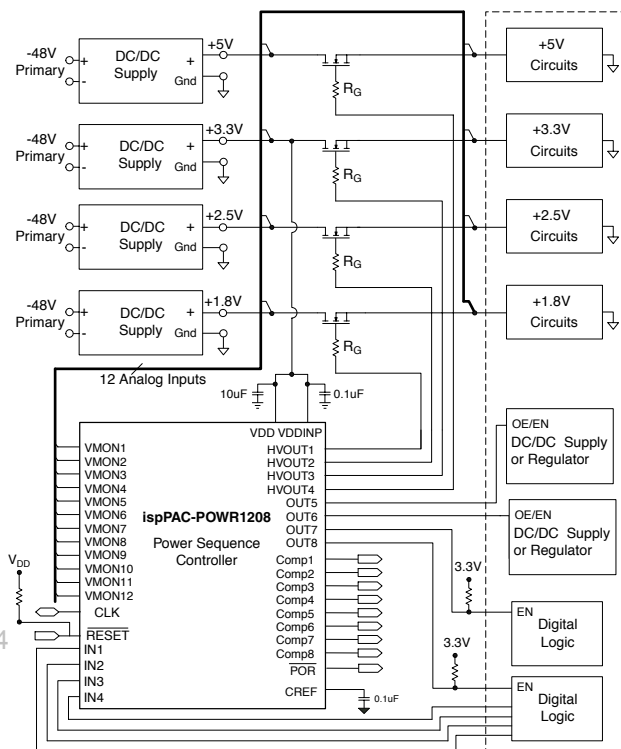 -48V
Primary
+
-
DC/DC
Supply
+
Gnd
+5V
RG
+5V
Circuits
-48V
Primary
+
-
DC/DC
Supply
+
Gnd
+3.3V
RG
+3.3V
Circuits
-48V
Primary
+
-
DC/DC
Supply
+
Gnd
+2.5V
RG
+2.5V
Circuits
-48V
Primary
+
-
DC/DC
Supply
+
Gnd
+1.8V
RG
+1.8V
Circuits
12 Analog Inputs
10uF
0.1uF
VDD VDDINP
VMON1
VMON2
VMON3
VMON4
VMON5
VMON6
VMON7
VMON8
VMON9
VMON10
VMON11
VMON12
CLK
RESET
IN1
IN2
IN3
IN4
VDD
4
ispPAC-POWR1208
Power Sequence
Controller
HVOUT1
HVOUT2
HVOUT3
HVOUT4
OUT5
OUT6
OUT7
OUT8
Comp1
Comp2
Comp3
Comp4
Comp5
Comp6
Comp7
Comp8
POR
CREF
0.1uF
OE/EN
DC/DC Supply
or Regulator
OE/EN
DC/DC Supply
or Regulator
3.3V
EN
Digital
Logic
3.3V
EN
Digital
Logic